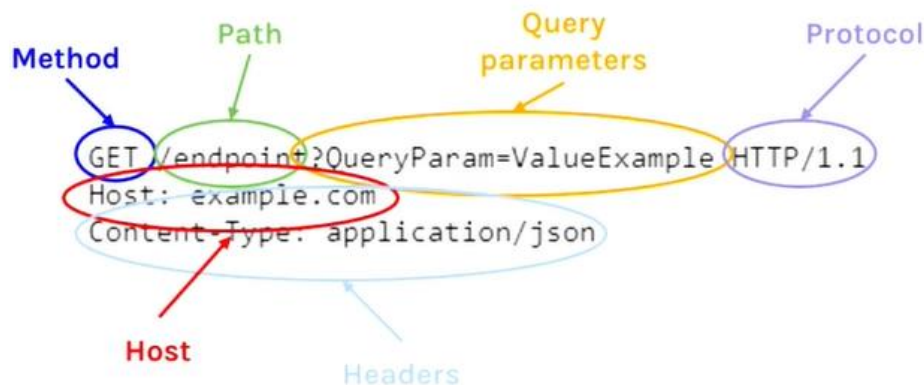 Path
Query
parameters
Protocol
Method
GET /endpoint?QueryParam=ValueExample HTTP/1.1
Host: example.com
Content-Type: application/json
Host
Headers